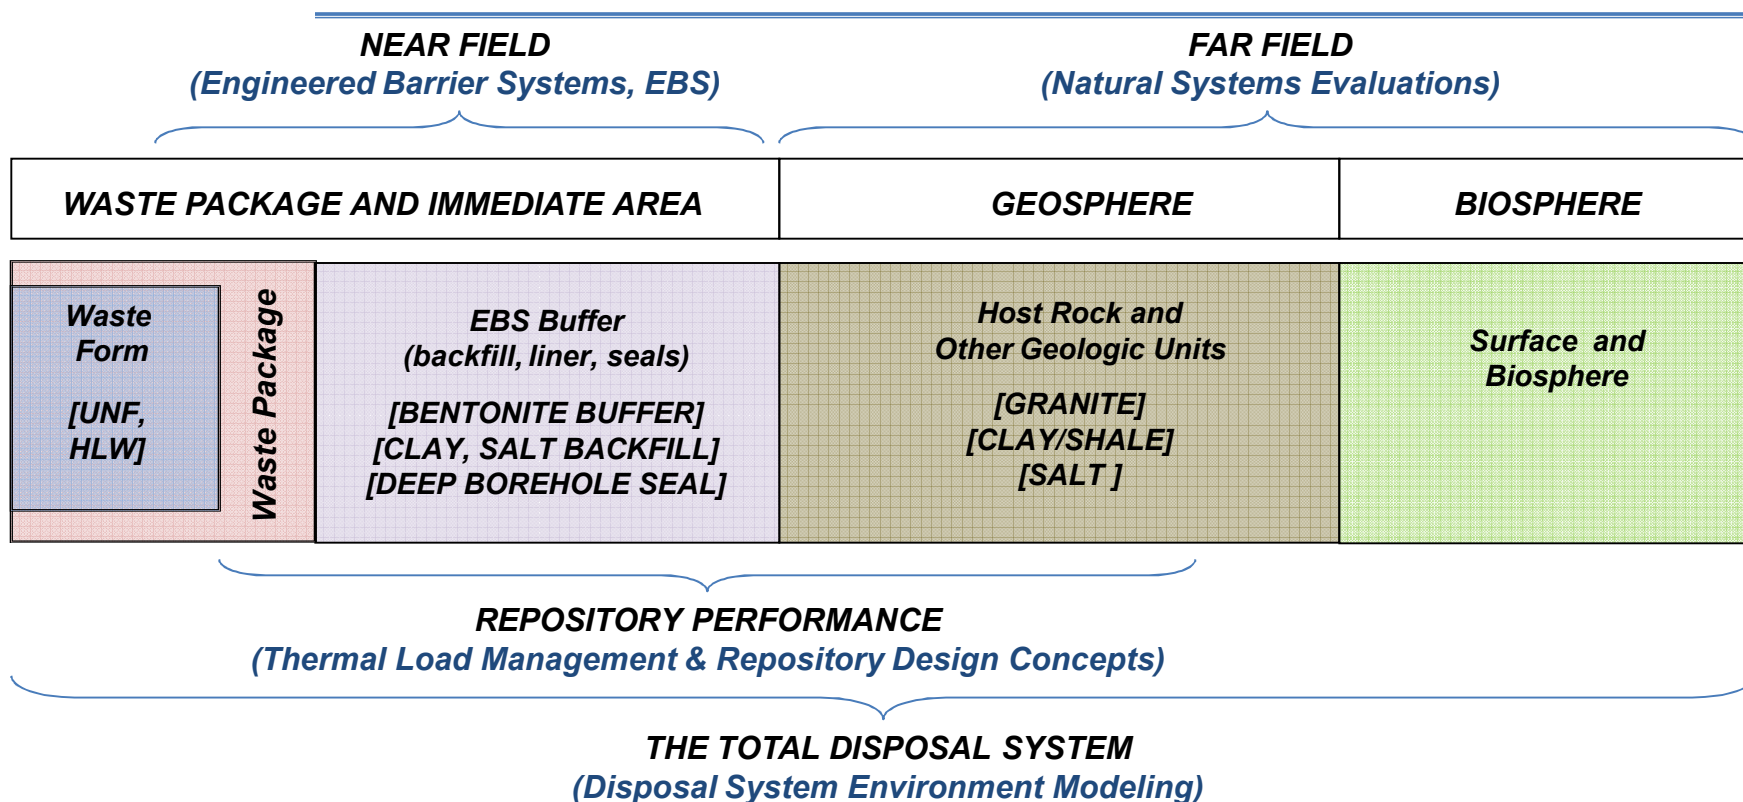 NEAR FIELD
(Engineered Barrier Systems, EBS)
FAR FIELD
(Natural Systems Evaluations)
WASTE PACKAGE AND IMMEDIATE AREA
GEOSPHERE
BIOSPHERE
Waste
Form
[UNF,
HLW]
Waste Package
EBS Buffer
(backfill, liner, seals)
[BENTONITE BUFFER]
[CLAY, SALT BACKFILL]
[DEEP BOREHOLE SEAL]
Host Rock and
Other Geologic Units
[GRANITE]
[CLAY/SHALE]
[SALT ]
Surface and
Biosphere
REPOSITORY PERFORMANCE
(Thermal Load Management & Repository Design Concepts)
THE TOTAL DISPOSAL SYSTEM
(Disposal System Environment Modeling)